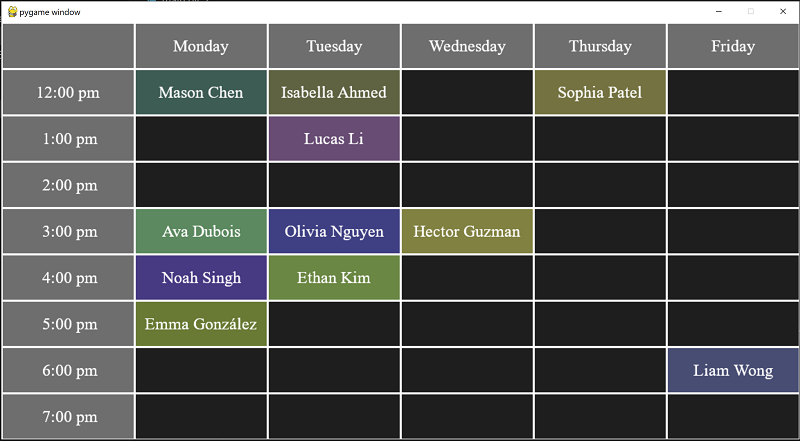 pygame window
Monday Tuesday Wednesday Thursday Friday
12:00 pm Mason Chen Isabella Ahmed Sophia Patel
1:00 pm Lucas Li
2:00 pm
3:00 pm Ava Dubois Olivia Nguyen Hector Guzman
4:00 pm Noah Singh Ethan Kim
5:00 pm Emma González
6:00 pm Liam Wong
7:00 pm